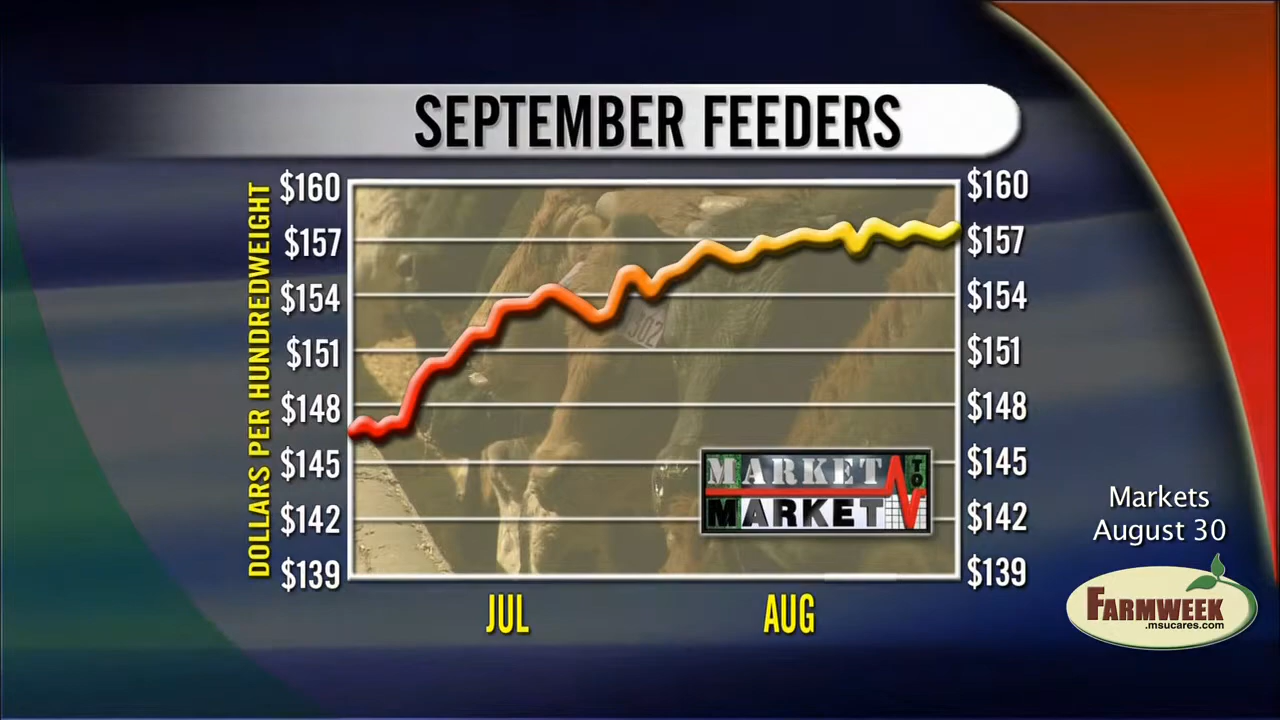 SEPTEMBER FEEDERS
DOLLARS PER HUNDREDWEIGHT
$160 $160
$157 $157
$154 $154
$151 $151
$148 $148
$145 $145
$142 $142
$139 $139
302
MARKET TO
MARKET
JUL AUG
Markets
August 30
FARMWEEK
.msucares.com